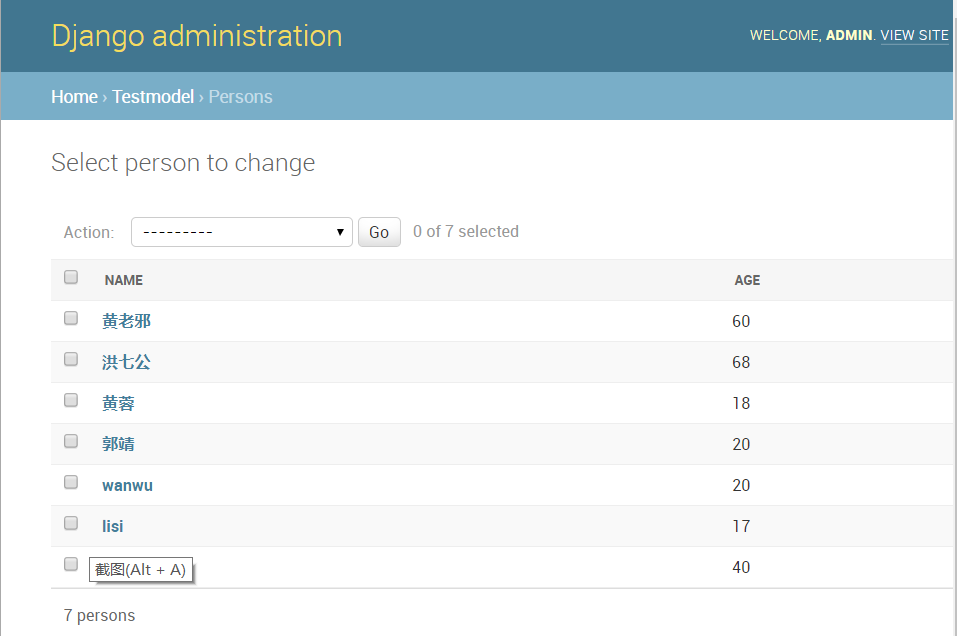 Django administration
WELCOME, ADMIN. VIEW SITE
Home › Testmodel › Persons
Select person to change
Action: --------- Go 0 of 7 selected
NAME AGE
黄老邪 60
洪七公 68
黄蓉 18
郭靖 20
wanwu 20
lisi 17
截图(Alt + A) 40
7 persons